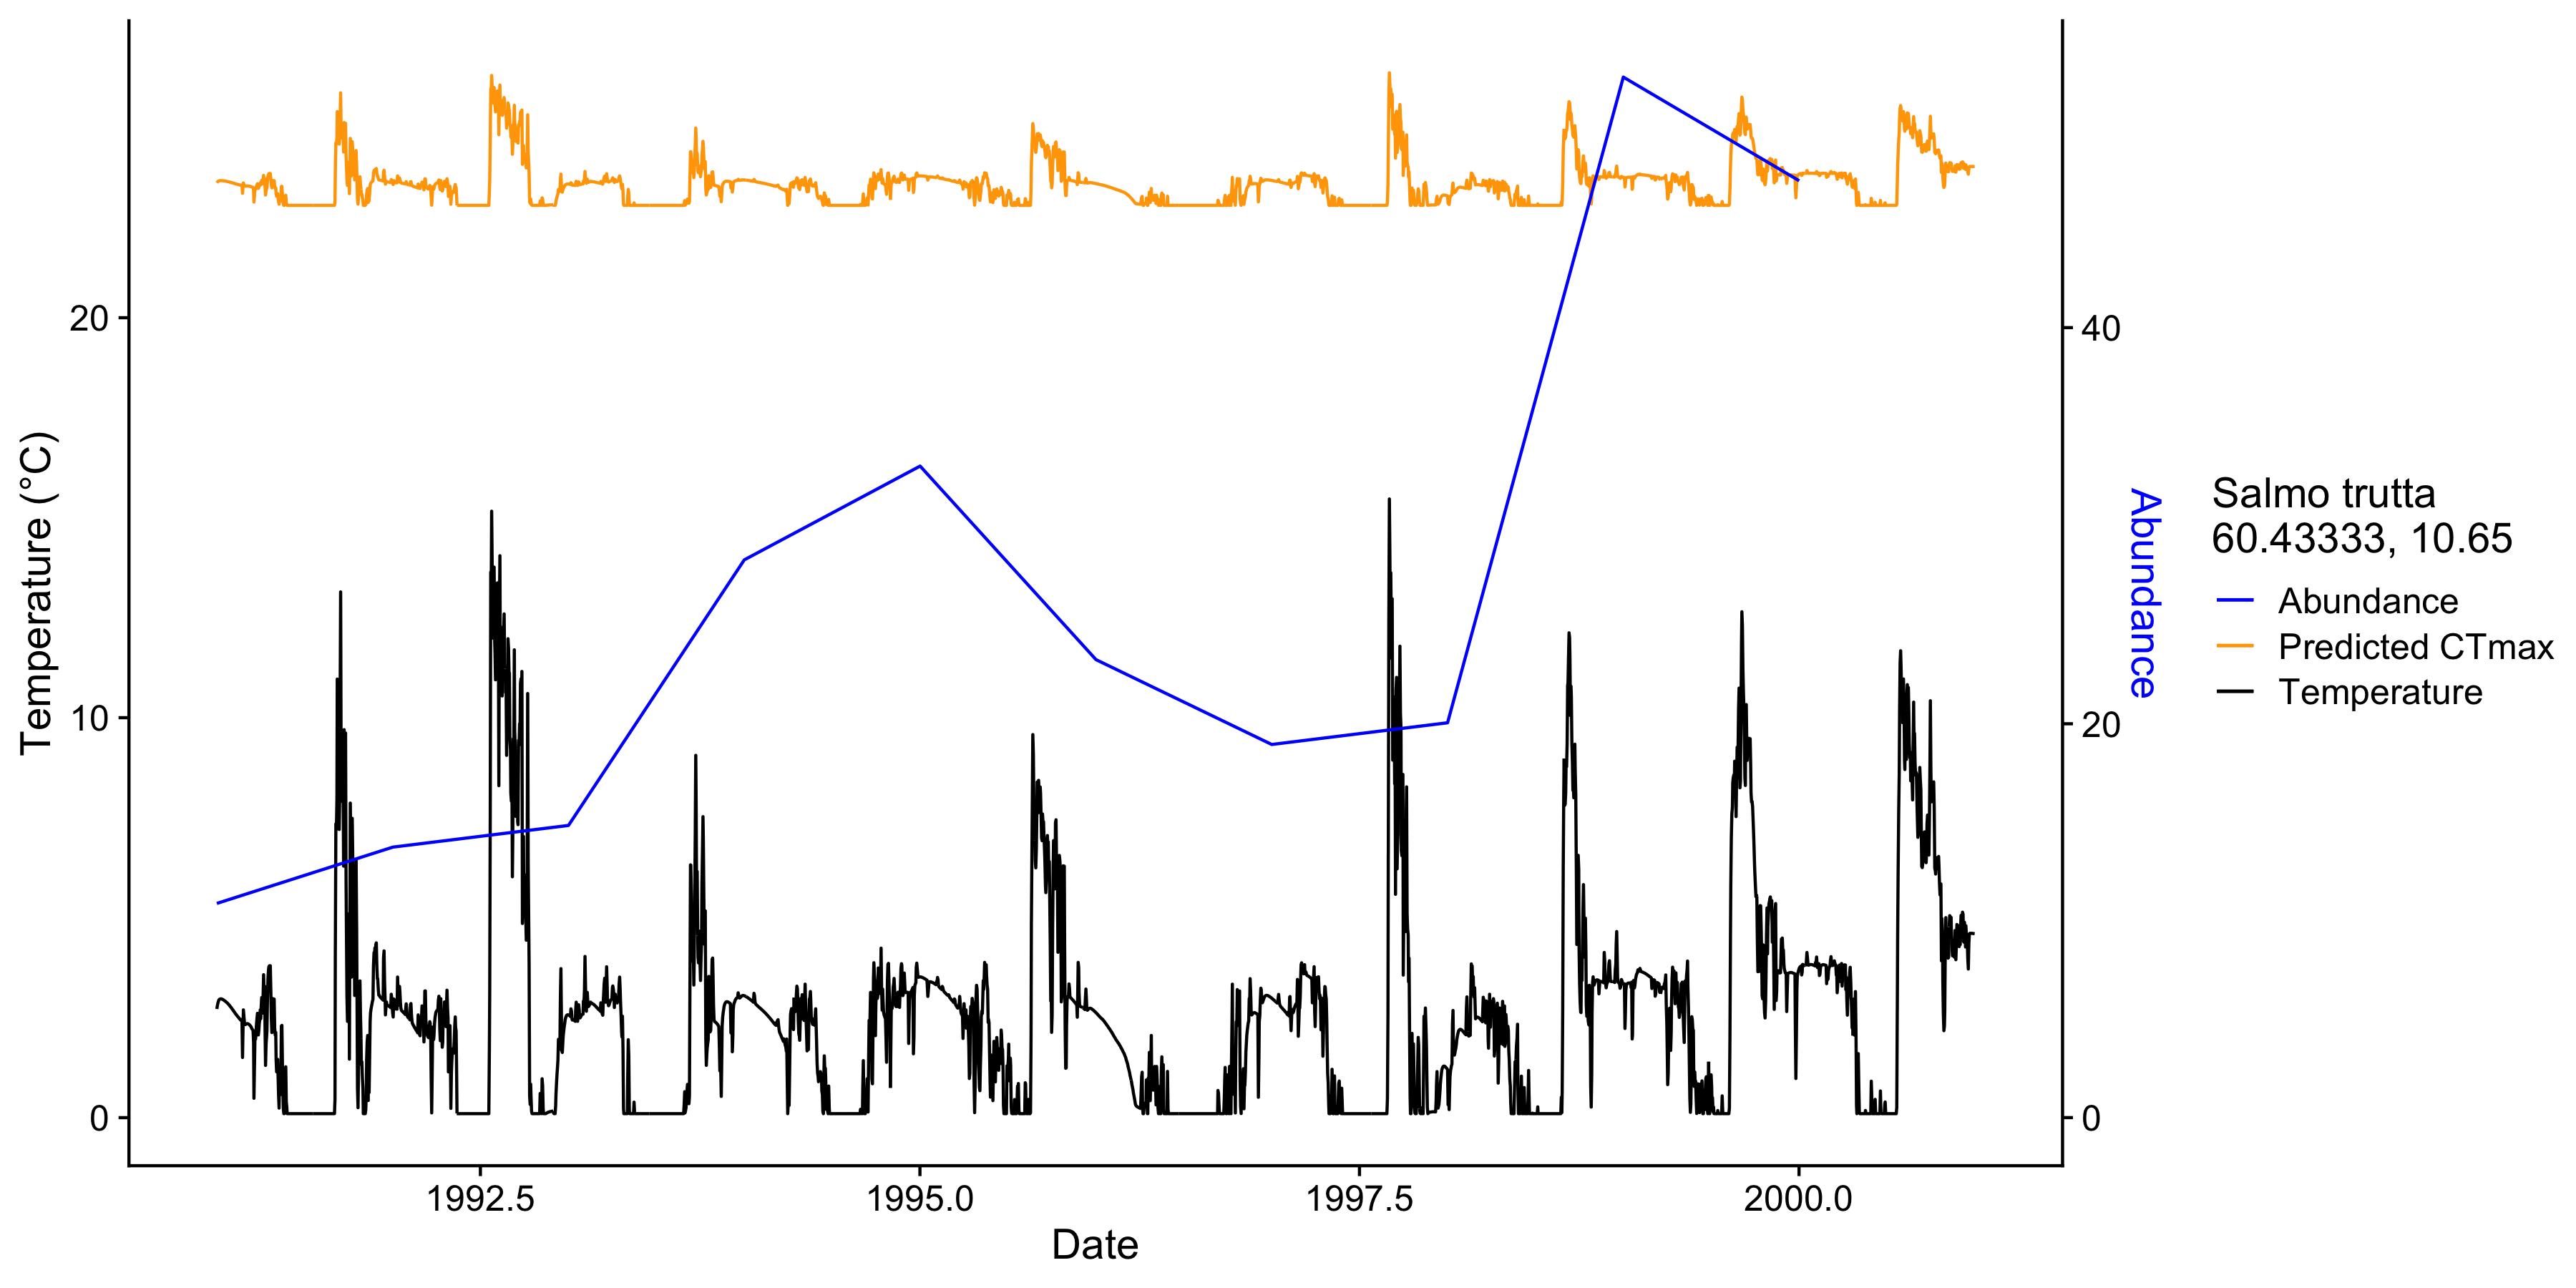 Temperature (°C)
20
10
0
1992.5
1995.0
1997.5
2000.0
Date
40
20
0
Abundance
Salmo trutta
60.43333, 10.65
Abundance
Predicted CTmax
Temperature